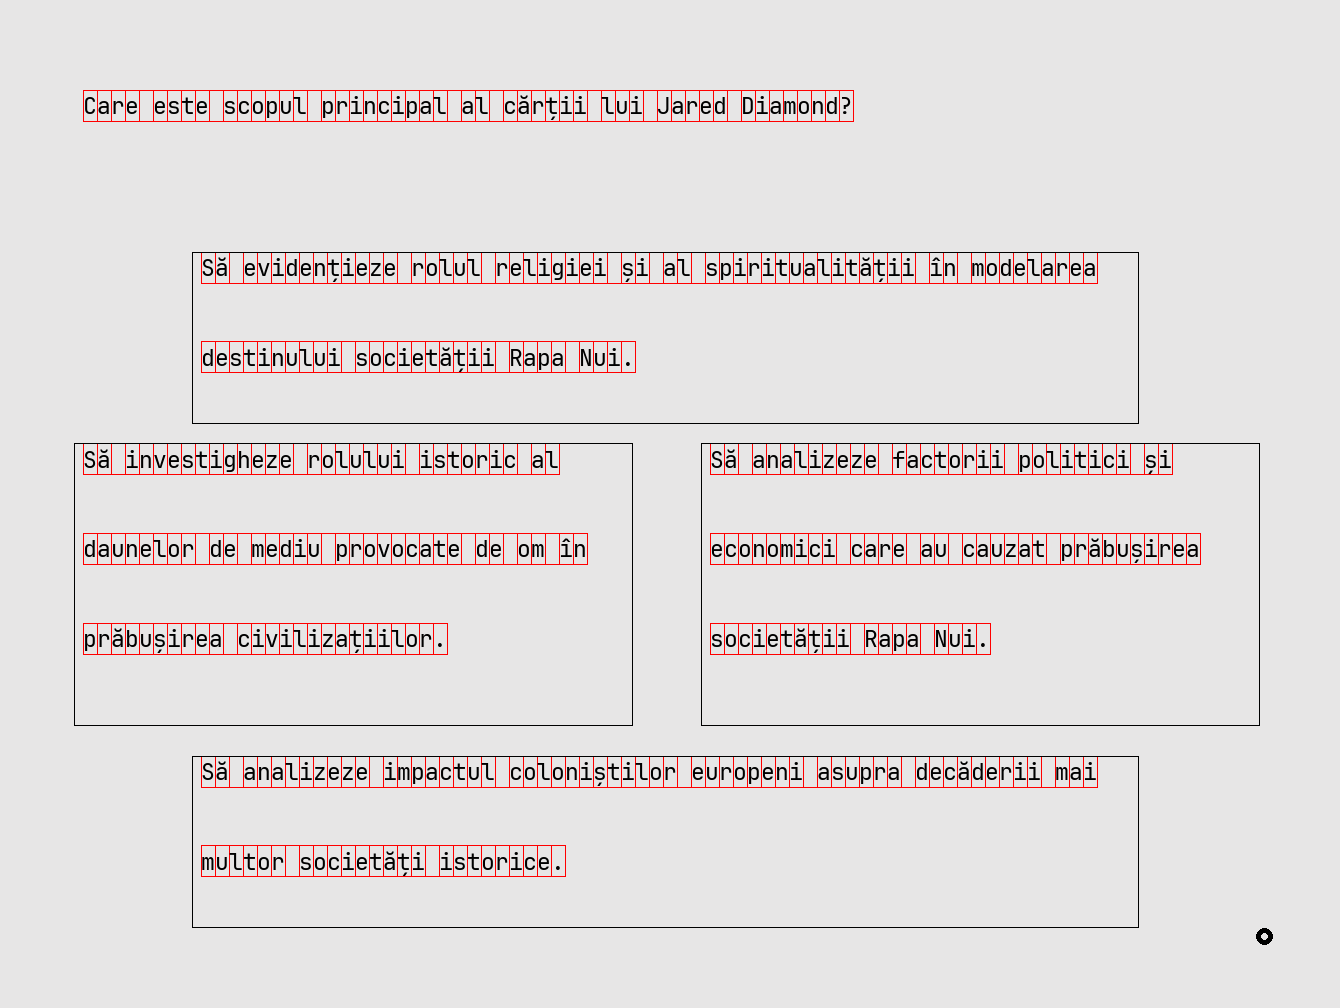 Care este scopul principal al cărții lui Jared Diamond?
Să evidențieze rolul religiei și al spiritualității în modelarea
destinului societății Rapa Nui.
Să investigheze rolului istoric al
daunelor de mediu provocate de om în
prăbușirea civilizațiilor.
Să analizeze factorii politici și
economici care au cauzat prăbușirea
societății Rapa Nui.
Să analizeze impactul coloniștilor europeni asupra decăderii mai
multor societăți istorice.